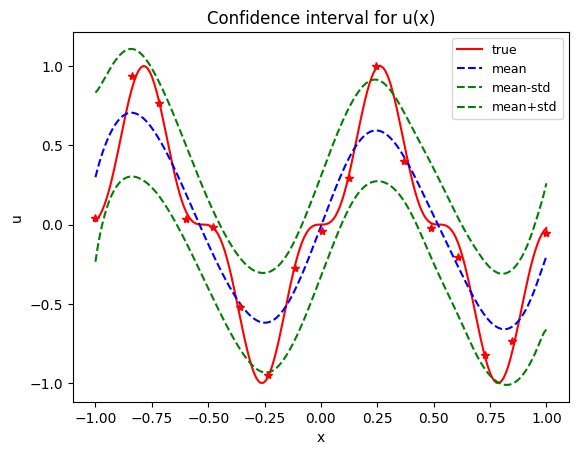 Confidence interval for u(x)
true
mean
mean-std
mean+std
1.0
0.5
0.0
−0.5
−1.0
u
−1.00 −0.75 −0.50 −0.25 0.00 0.25 0.50 0.75 1.00
x